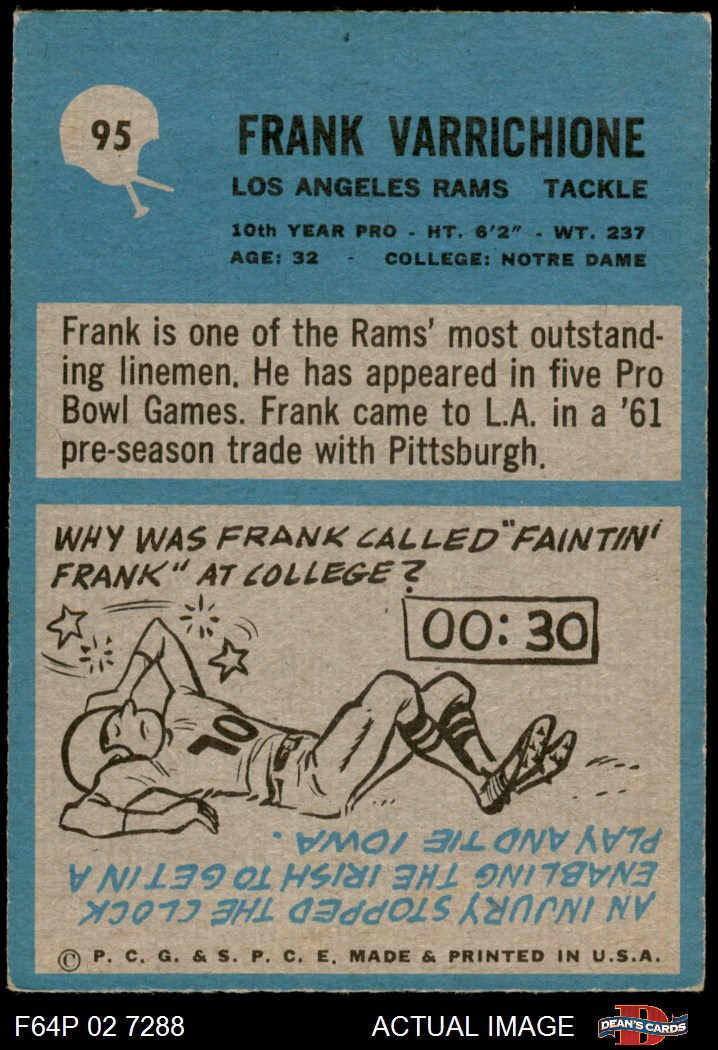 95
FRANK VARRICHIONE
LOS ANGELES RAMS TACKLE
10th YEAR PRO - HT. 6'2" - WT. 237
AGE: 32 - COLLEGE: NOTRE DAME
Frank is one of the Rams' most outstand-
ing linemen. He has appeared in five Pro
Bowl Games. Frank came to L.A. in a '61
pre-season trade with Pittsburgh.
WHY WAS FRANK CALLED "FAINTIN'
FRANK" AT COLLEGE?
00:30
10
AN INJURY STOPPED THE CLOCK
ENABLING THE IRISH TO GET IN A
PLAY AND TIE IOWA.
© P. C. G. & S. P. C. E. MADE & PRINTED IN U.S.A.
F64P 02 7288 ACTUAL IMAGE
D
DEAN'S CARDS